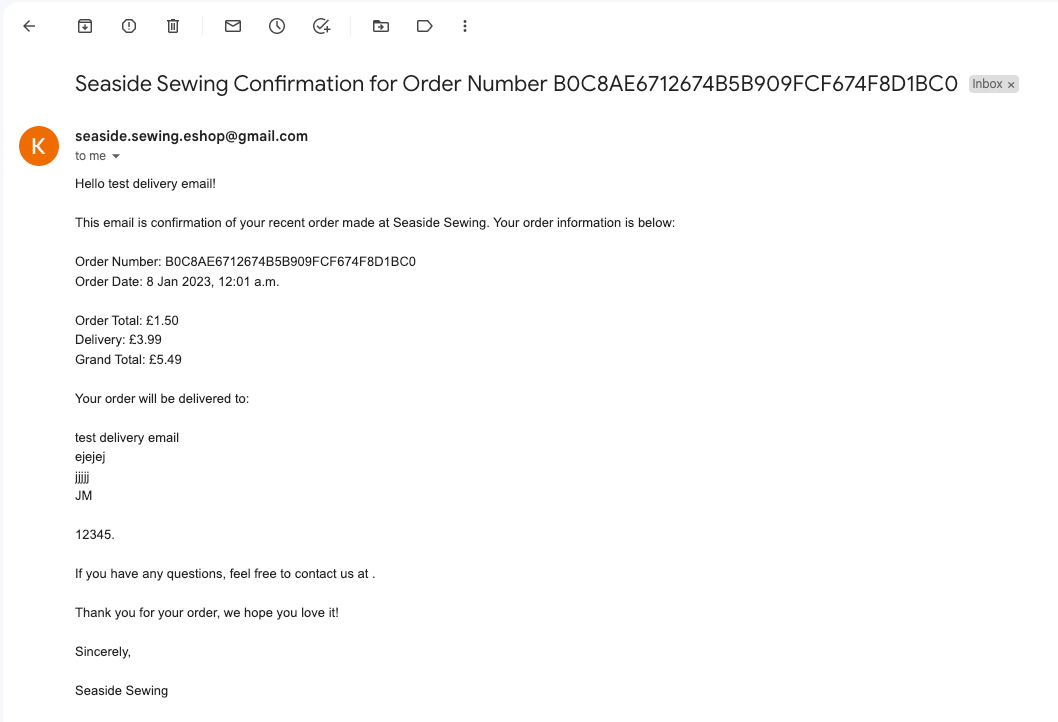 Seaside Sewing Confirmation for Order Number B0C8AE6712674B5B909FCF674F8D1BC0 Inbox ×
K
seaside.sewing.eshop@gmail.com
to me
Hello test delivery email!
This email is confirmation of your recent order made at Seaside Sewing. Your order information is below:
Order Number: B0C8AE6712674B5B909FCF674F8D1BC0
Order Date: 8 Jan 2023, 12:01 a.m.
Order Total: £1.50
Delivery: £3.99
Grand Total: £5.49
Your order will be delivered to:
test delivery email
ejejej
jjjjj
JM
12345.
If you have any questions, feel free to contact us at .
Thank you for your order, we hope you love it!
Sincerely,
Seaside Sewing